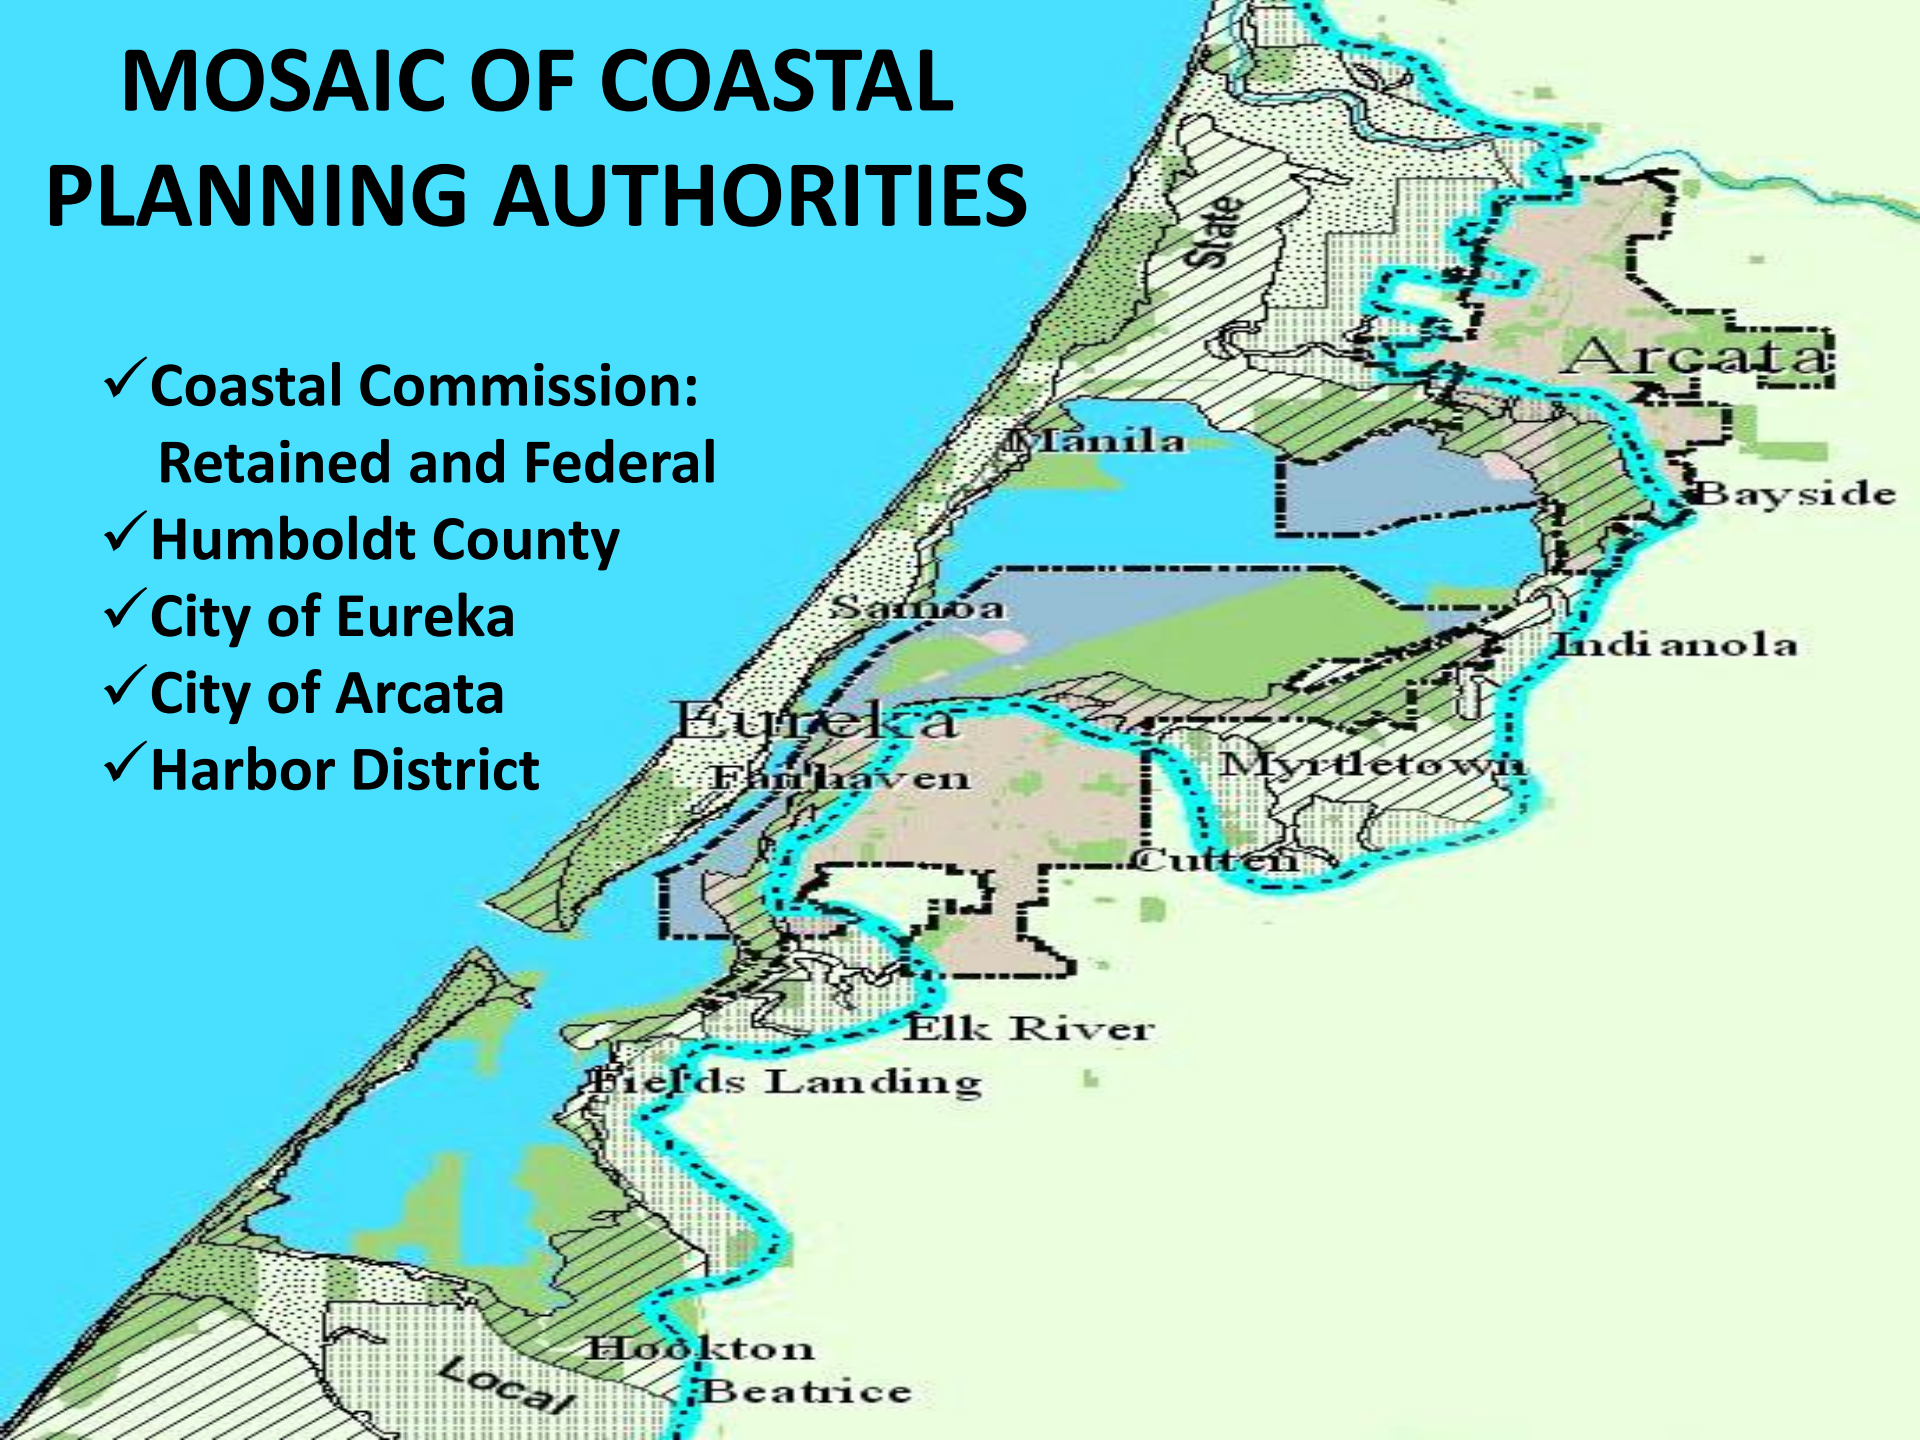 MOSAIC OF COASTAL
PLANNING AUTHORITIES
✓Coastal Commission:
Retained and Federal
✓Humboldt County
✓City of Eureka
✓City of Arcata
✓Harbor District
State
Arcata
Manila
Bayside
Samoa
Indianola
Eureka
Fairhaven
Myrtletown
Cutten
Elk River
Fields Landing
Hookton
Local
Beatrice